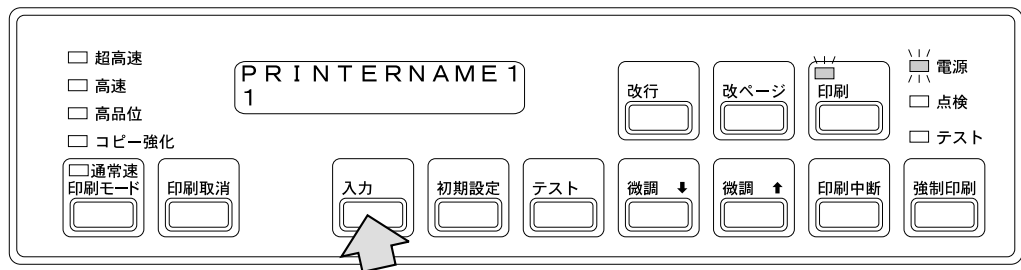 超高速
高速
高品位
コピー強化
通常速
印刷モード
印刷取消
PRINTERNAME1
1
入力
初期設定
テスト
改行
改ページ
印刷
微調 ⬇
微調 ⬆
印刷中断
強制印刷
電源
点検
テスト